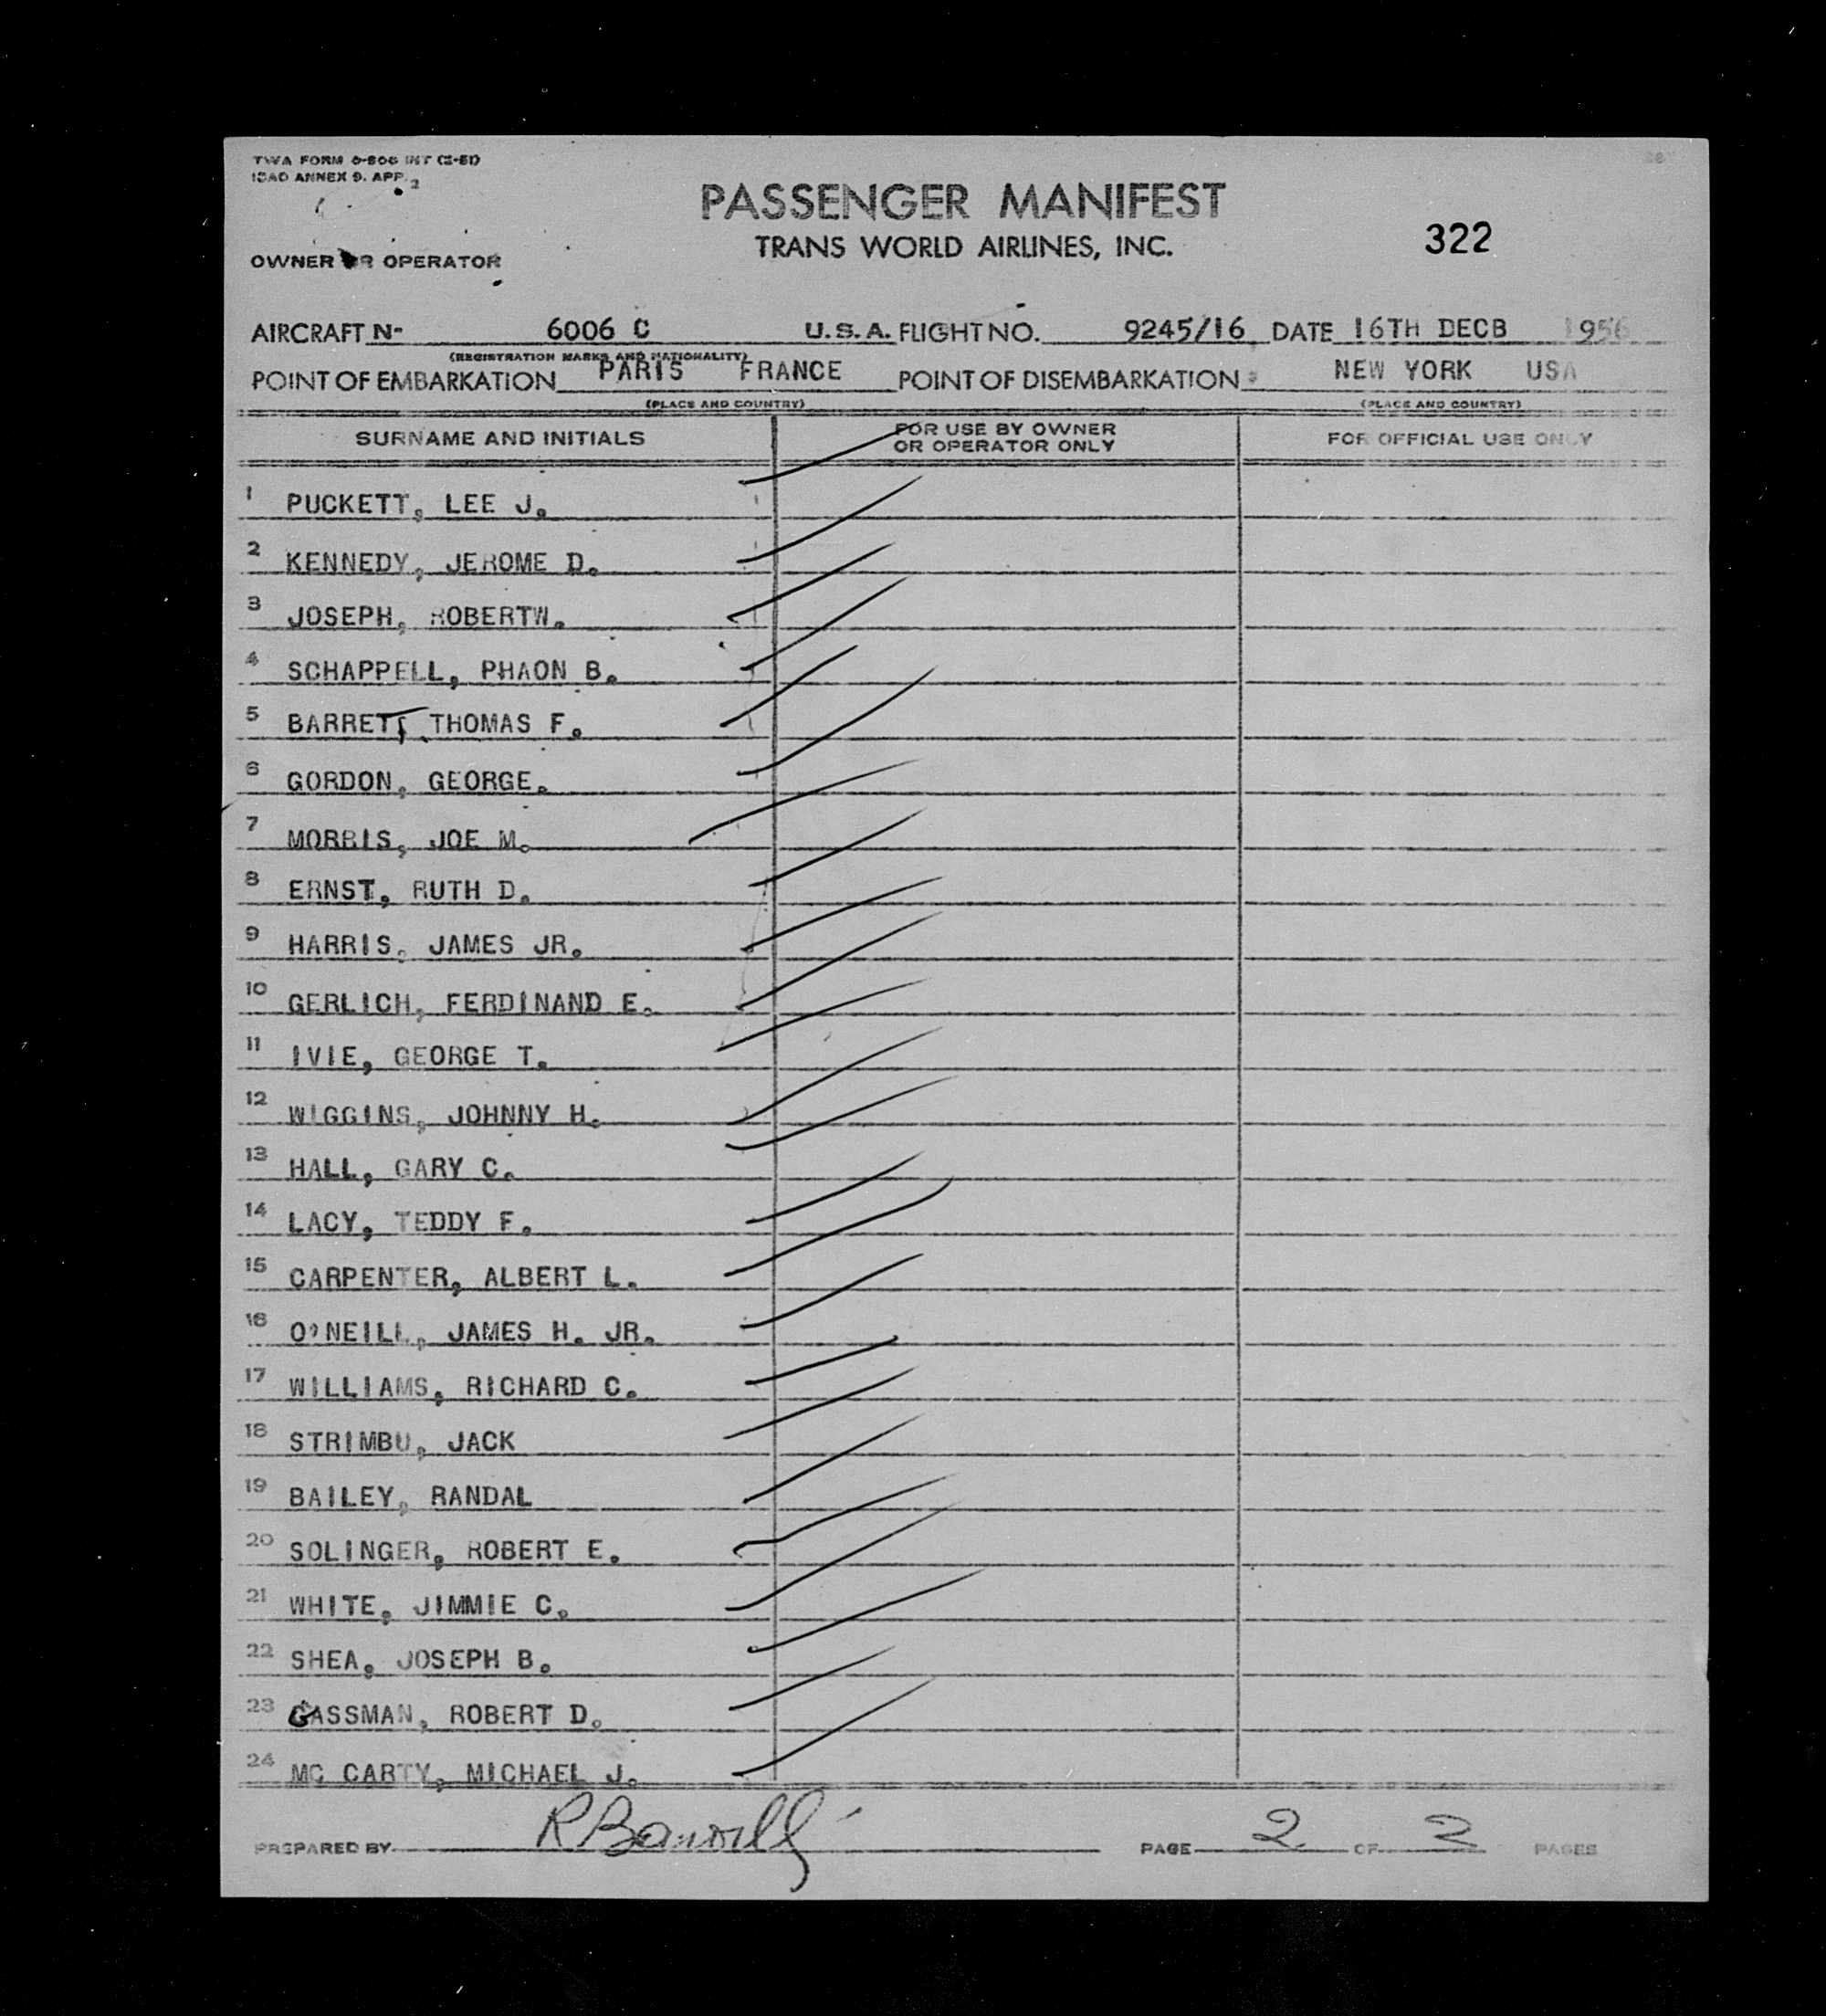 TWA FORM 0-806 INT (2-51)
ICAO ANNEX 9. APP. 2
PASSENGER MANIFEST
TRANS WORLD AIRLINES, INC.
322
OWNER OR OPERATOR
AIRCRAFT N- 6006 C U.S.A. FLIGHT NO. 9245/16 DATE 16TH DECB 1956
(REGISTRATION MARKS AND NATIONALITY)
POINT OF EMBARKATION PARIS FRANCE POINT OF DISEMBARKATION NEW YORK USA
(PLACE AND COUNTRY) (PLACE AND COUNTRY)
SURNAME AND INITIALS FOR USE BY OWNER OR OPERATOR ONLY FOR OFFICIAL USE ONLY
1 PUCKETT, LEE J.
2 KENNEDY, JEROME D.
3 JOSEPH, ROBERTW.
4 SCHAPPELL, PHAON B.
5 BARRETT THOMAS F.
6 GORDON, GEORGE.
7 MORRIS, JOE M.
8 ERNST, RUTH D.
9 HARRIS, JAMES JR.
10 GERLICH, FERDINAND E.
11 IVIE, GEORGE T.
12 WIGGINS, JOHNNY H.
13 HALL, GARY C.
14 LACY, TEDDY F.
15 CARPENTER, ALBERT L.
16 O'NEILL, JAMES H. JR.
17 WILLIAMS, RICHARD C.
18 STRIMBU, JACK
19 BAILEY, RANDAL
20 SOLINGER, ROBERT E.
21 WHITE, JIMMIE C.
22 SHEA, JOSEPH B.
23 GASSMAN, ROBERT D.
24 MC CARTY, MICHAEL J.
PREPARED BY PAGE 2 OF 2 PAGES